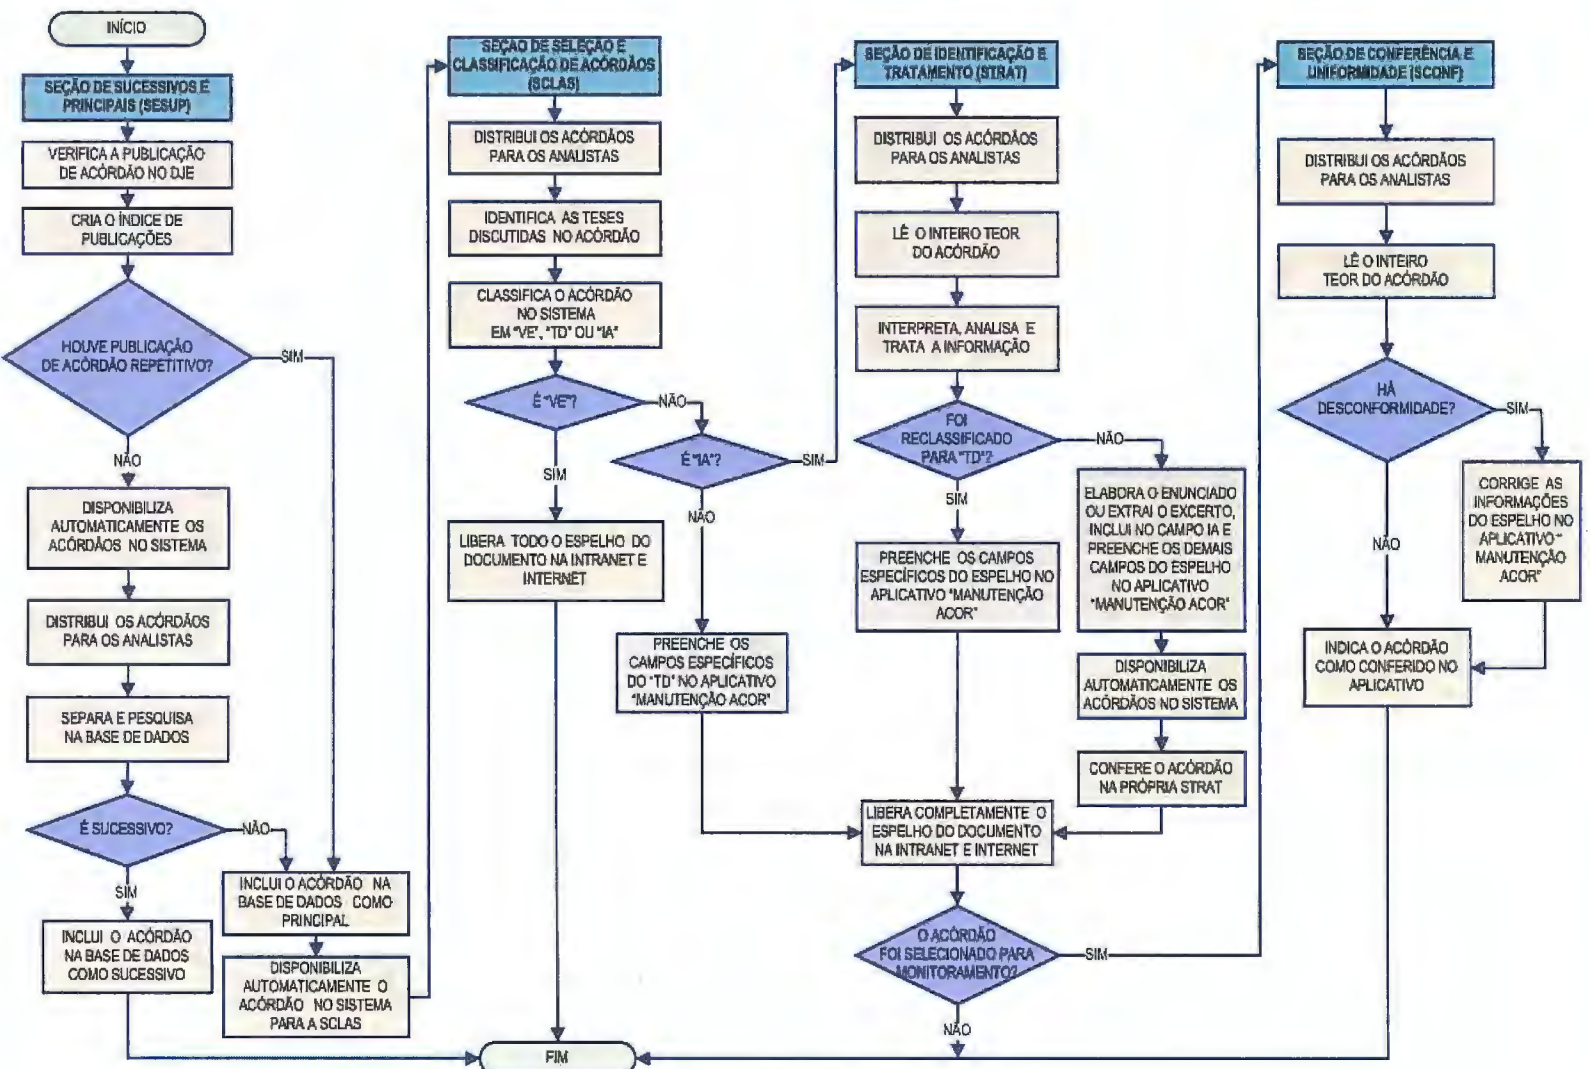 INÍCIO
SEÇÃO DE SUCESSIVOS E
PRINCIPAIS (SESUP)
VERIFICA A PUBLICAÇÃO
DE ACÓRDÃO NO DJE
CRIA O ÍNDICE DE
PUBLICAÇÕES
HOUVE PUBLICAÇÃO
DE ACÓRDÃO REPETITIVO?
SIM
NÃO
DISPONIBILIZA
AUTOMATICAMENTE OS
ACÓRDÃOS NO SISTEMA
DISTRIBUI OS ACÓRDÃOS
PARA OS ANALISTAS
SEPARA E PESQUISA
NA BASE DE DADOS
É SUCESSIVO?
NÃO
SIM
INCLUI O ACÓRDÃO
NA BASE DE DADOS
COMO SUCESSIVO
INCLUI O ACÓRDÃO NA
BASE DE DADOS COMO
PRINCIPAL
DISPONIBILIZA
AUTOMATICAMENTE O
ACÓRDÃO NO SISTEMA
PARA A SCLAS
SEÇÃO DE SELEÇÃO E
CLASSIFICAÇÃO DE ACÓRDÃOS
(SCLAS)
DISTRIBUI OS ACÓRDÃOS
PARA OS ANALISTAS
IDENTIFICA AS TESES
DISCUTIDAS NO ACÓRDÃO
CLASSIFICA O ACÓRDÃO
NO SISTEMA
EM "VE", "TD" OU "IA"
É "VE"?
NÃO
SIM
É "IA"?
SIM
NÃO
LIBERA TODO O ESPELHO DO
DOCUMENTO NA INTRANET E
INTERNET
PREENCHE OS
CAMPOS ESPECÍFICOS
DO "TD" NO APLICATIVO
"MANUTENÇÃO ACOR"
SEÇÃO DE IDENTIFICAÇÃO E
TRATAMENTO (STRAT)
DISTRIBUI OS ACÓRDÃOS
PARA OS ANALISTAS
LÊ O INTEIRO TEOR
DO ACÓRDÃO
INTERPRETA, ANALISA E
TRATA A INFORMAÇÃO
FOI
RECLASSIFICADO
PARA "TD"?
NÃO
SIM
PREENCHE OS CAMPOS
ESPECÍFICOS DO ESPELHO NO
APLICATIVO "MANUTENÇÃO
ACOR"
ELABORA O ENUNCIADO
OU EXTRAI O EXCERTO,
INCLUI NO CAMPO IA E
PREENCHE OS DEMAIS
CAMPOS DO ESPELHO
NO APLICATIVO
"MANUTENÇÃO ACOR"
DISPONIBILIZA
AUTOMATICAMENTE OS
ACÓRDÃOS NO SISTEMA
CONFERE O ACÓRDÃO
NA PRÓPRIA STRAT
LIBERA COMPLETAMENTE O
ESPELHO DO DOCUMENTO
NA INTRANET E INTERNET
O ACÓRDÃO
FOI SELECIONADO PARA
MONITORAMENTO?
SIM
NÃO
SEÇÃO DE CONFERÊNCIA E
UNIFORMIDADE (SCONF)
DISTRIBUI OS ACÓRDÃOS
PARA OS ANALISTAS
LÊ O INTEIRO
TEOR DO ACÓRDÃO
HÁ
DESCONFORMIDADE?
SIM
NÃO
CORRIGE AS
INFORMAÇÕES
DO ESPELHO NO
APLICATIVO "
MANUTENÇÃO
ACOR"
INDICA O ACÓRDÃO
COMO CONFERIDO NO
APLICATIVO
FIM